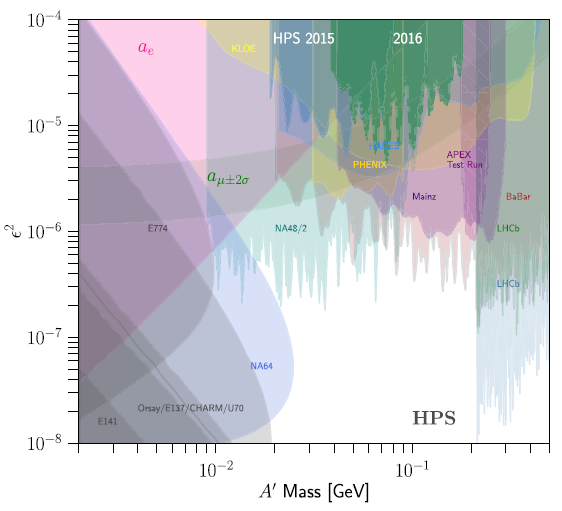 10^{-4}
HPS 2015
2016
a_e
KLOE
10^{-5}
HADES
PHENIX
APEX
Test Run
a_{μ±2σ}
Mainz
BaBar
ϵ^2
10^{-6}
E774
NA48/2
LHCb
LHCb
10^{-7}
NA64
Orsay/E137/CHARM/U70
E141
HPS
10^{-8}
10^{-2}
10^{-1}
A′ Mass [GeV]